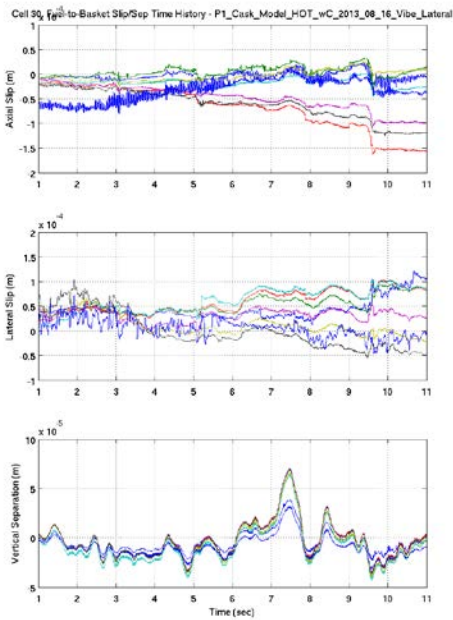 Cell 30, Fuel-to-Basket Slip/Sep Time History - P1_Cask_Model_HOT_wC_2013_08_16_Vibe_Lateral
0.5
0
0.5
1
1.5
2
Axial Slip (m)
1 2 3 4 5 6 7 8 9 10 11
x 10^-4
2
1.5
1
0.5
0
0.5
1
Lateral Slip (m)
1 2 3 4 5 6 7 8 9 10 11
x 10^-5
10
5
0
5
Vertical Separation (m)
1 2 3 4 5 6 7 8 9 10 11
Time (sec)